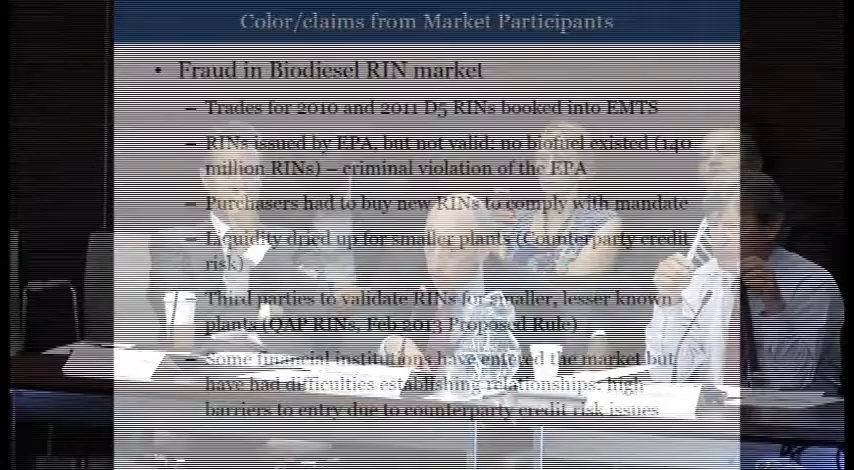 Color/claims from Market Participants
• Fraud in Biodiesel RIN market
– Trades for 2010 and 2011 D5 RINs booked into EMTS
– RINs issued by EPA, but not valid; no biofuel existed (140
million RINs) – criminal violation of the EPA
– Purchasers had to buy new RINs to comply with mandate
– Liquidity dried up for smaller plants (Counterparty credit
risk)
– Third parties to validate RINs for smaller, lesser known
plants (QAP RINs, Feb 2013 Proposed Rule)
– Some financial institutions have entered the market but
have had difficulties establishing relationships; high
barriers to entry due to counterparty credit risk issues